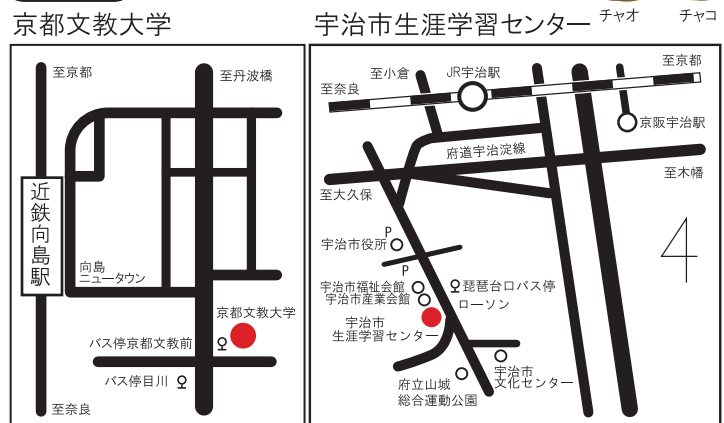 チャオ
チャコ
京都文教大学
宇治市生涯学習センター
至京都
至丹波橋
近鉄向島駅
向島
ニュータウン
京都文教大学
バス停京都文教前
バス停目川
至奈良
至小倉
JR宇治駅
至京都
至奈良
京阪宇治駅
府道宇治淀線
至木幡
至大久保
P
宇治市役所
P
宇治市福祉会館
宇治市産業会館
琵琶台口バス停
ローソン
宇治市
生涯学習センター
宇治市
文化センター
府立山城
総合運動公園